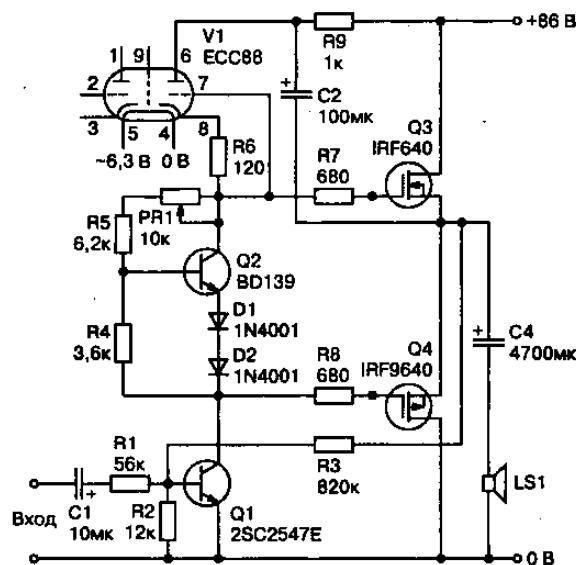 V1
ECC88
1 9 6
2 7
3 5 4 8
~6,3 В 0 В
R9
1к
+86 В
C2
100мк
Q3
IRF640
R6
120
R7
680
PR1
10к
R5
6,2к
Q2
BD139
D1
1N4001
R4
3,6к
D2
1N4001
R8
680
Q4
IRF9640
C4
4700мк
R1
56к
R3
820к
LS1
Вход
C1
10мк
R2
12к
Q1
2SC2547E
0 В